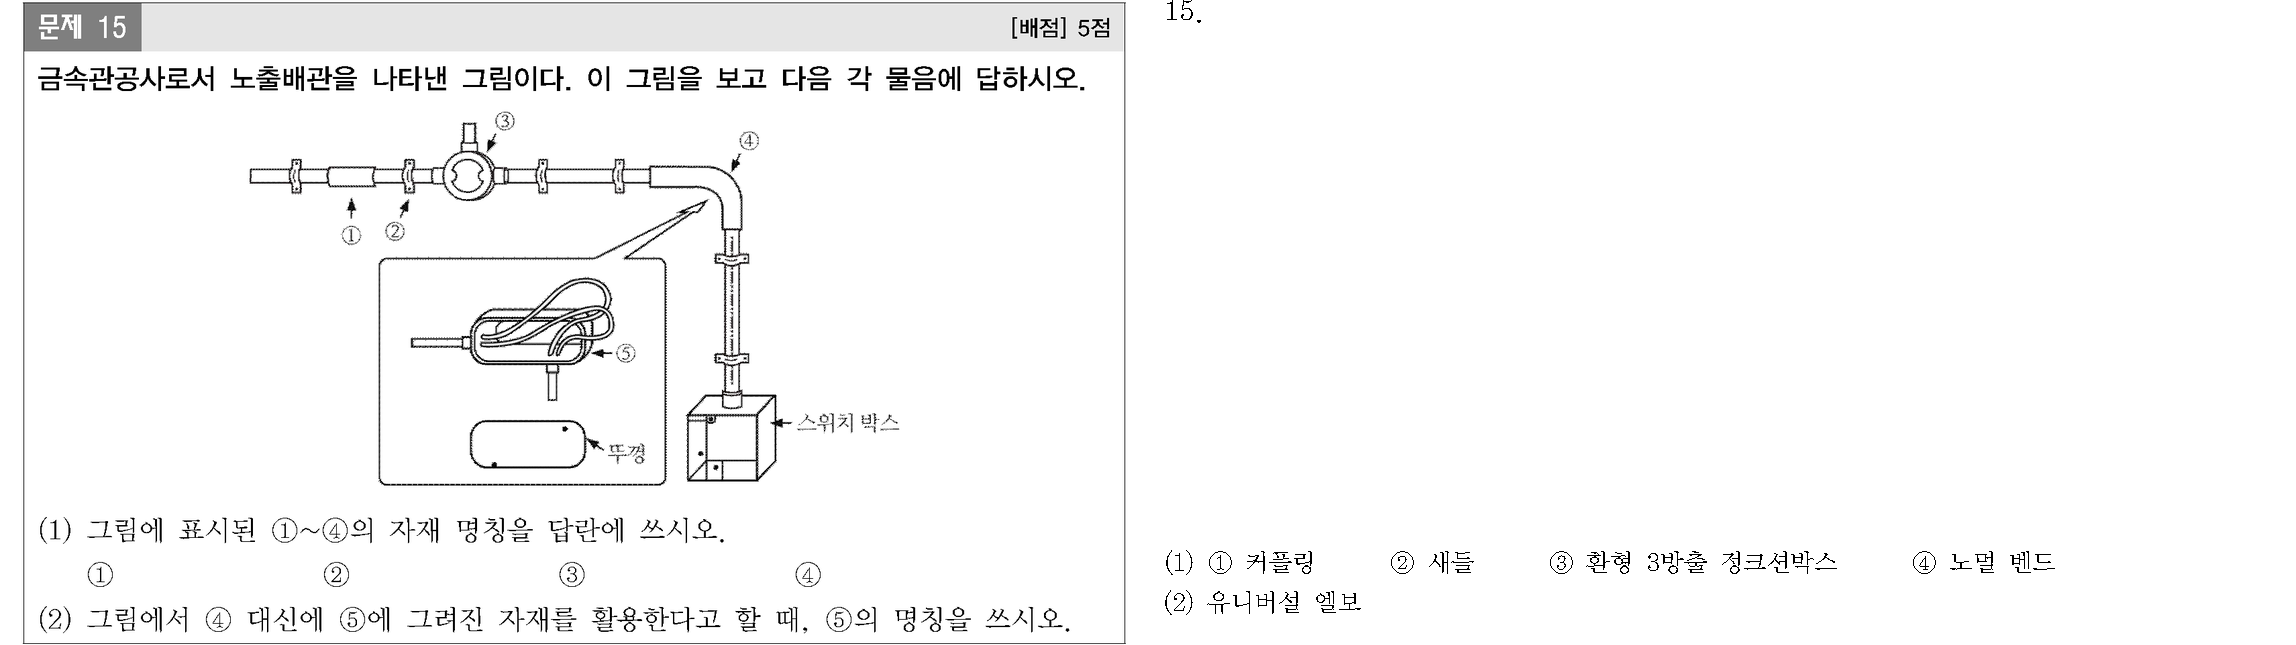 문제 15
[배점] 5점
금속관공사로서 노출배관을 나타낸 그림이다. 이 그림을 보고 다음 각 물음에 답하시오.
③
④
①
②
⑤
스위치 박스
뚜껑
(1) 그림에 표시된 ①~④의 자재 명칭을 답란에 쓰시오.
① ② ③ ④
(2) 그림에서 ④ 대신에 ⑤에 그려진 자재를 활용한다고 할 때, ⑤의 명칭을 쓰시오.
15.
(1) ① 커플링 ② 새들 ③ 환형 3방출 정크션박스 ④ 노멀 벤드
(2) 유니버설 엘보